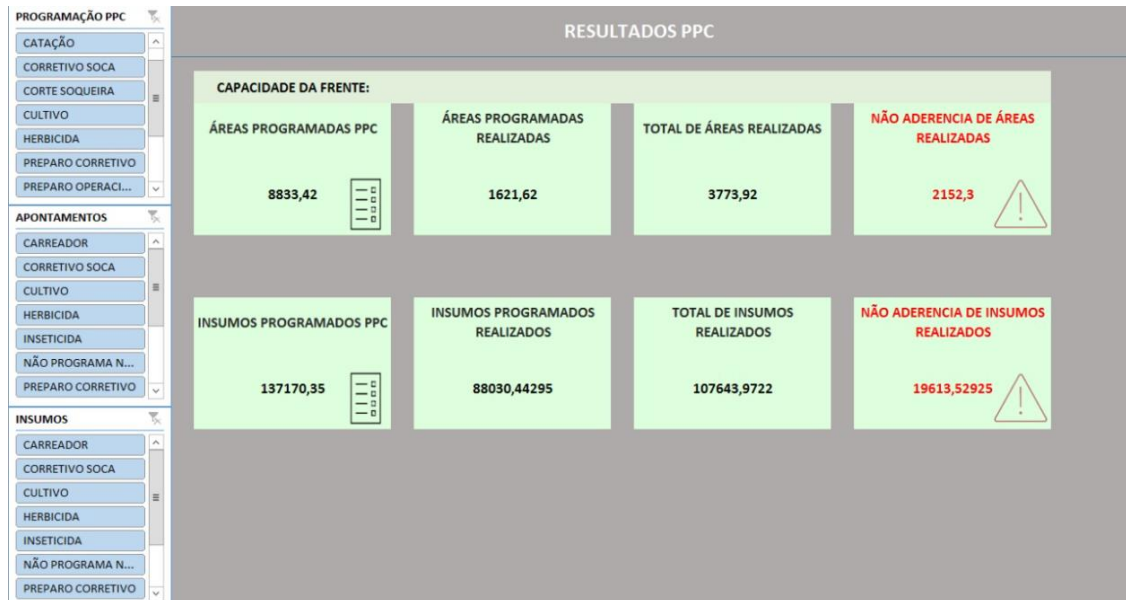 PROGRAMAÇÃO PPC
CATAÇÃO
CORRETIVO SOCA
CORTE SOQUEIRA
CULTIVO
HERBICIDA
PREPARO CORRETIVO
PREPARO OPERACI...
APONTAMENTOS
CARREADOR
CORRETIVO SOCA
CULTIVO
HERBICIDA
INSETICIDA
NÃO PROGRAMA N...
PREPARO CORRETIVO
INSUMOS
CARREADOR
CORRETIVO SOCA
CULTIVO
HERBICIDA
INSETICIDA
NÃO PROGRAMA N...
PREPARO CORRETIVO
RESULTADOS PPC
CAPACIDADE DA FRENTE:
ÁREAS PROGRAMADAS PPC
8833,42
ÁREAS PROGRAMADAS
REALIZADAS
1621,62
TOTAL DE ÁREAS REALIZADAS
3773,92
NÃO ADERENCIA DE ÁREAS
REALIZADAS
2152,3
INSUMOS PROGRAMADOS PPC
137170,35
INSUMOS PROGRAMADOS
REALIZADOS
88030,44295
TOTAL DE INSUMOS
REALIZADOS
107643,9722
NÃO ADERENCIA DE INSUMOS
REALIZADOS
19613,52925